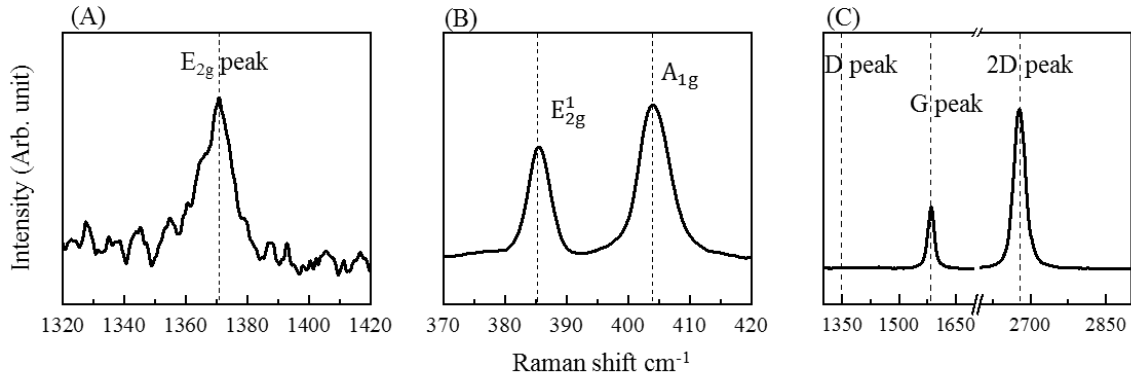 (A) (B) (C)
E2g peak
E¹2g
A1g
D peak
G peak
2D peak
Intensity (Arb. unit)
1320 1340 1360 1380 1400 1420
370 380 390 400 410 420
1350 1500 1650 2700 2850
Raman shift cm⁻¹